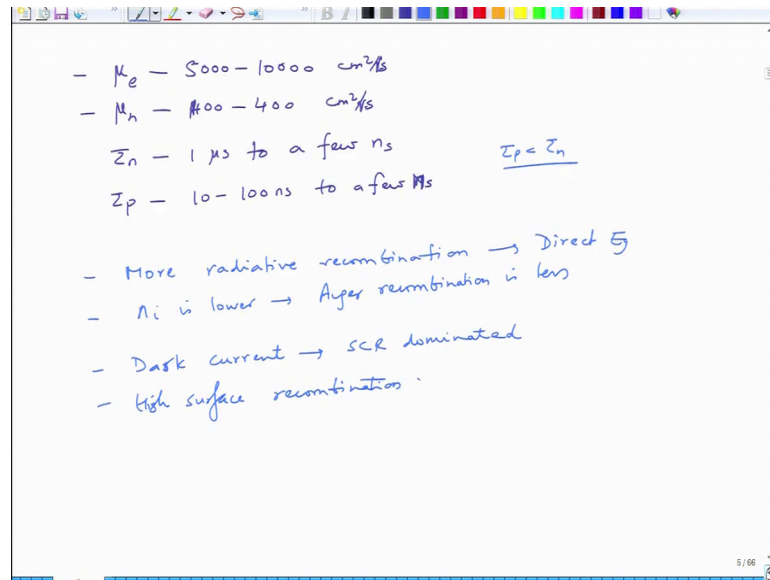 - μe - 5000-10000 cm²/Vs
- μh - 100-400 cm²/Vs
τn - 1 μs to a few ns
τp < τn
τp - 10-100ns to a few ns
- More radiative recombination → Direct Eg
- ni is lower → Auger recombination is less
- Dark current → SCR dominated
- High surface recombination.
5 / 66